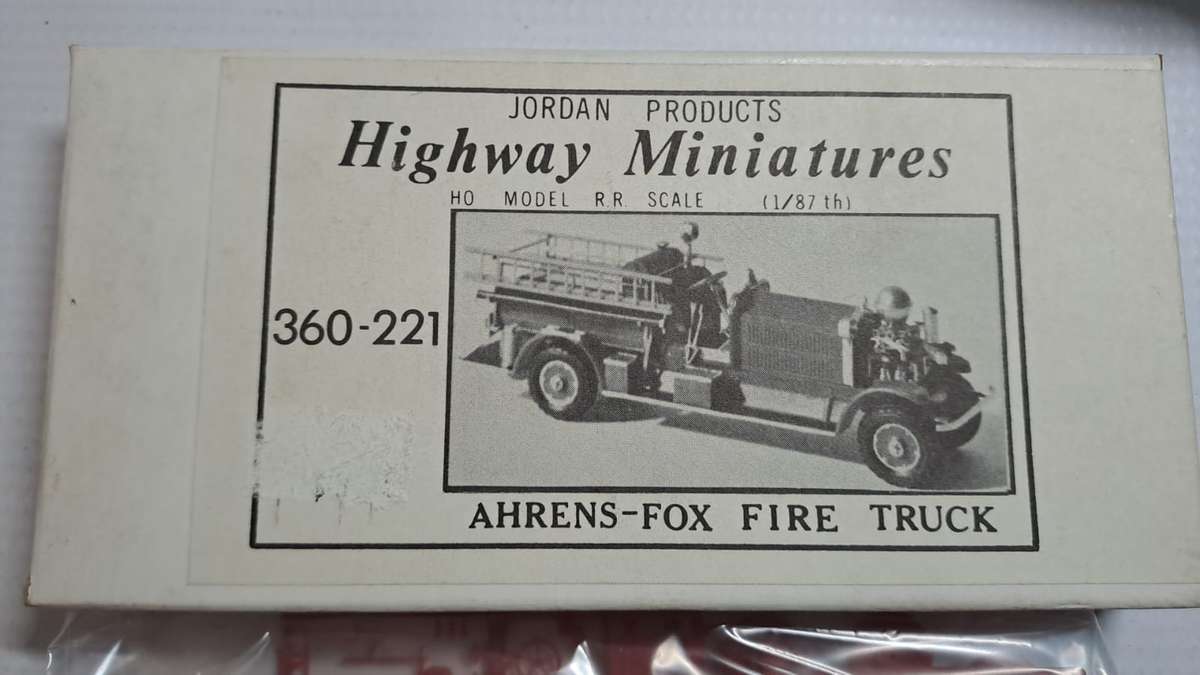 JORDAN PRODUCTS
Highway Miniatures
HO MODEL R.R. SCALE (1/87 th)
360-221
AHRENS-FOX FIRE TRUCK